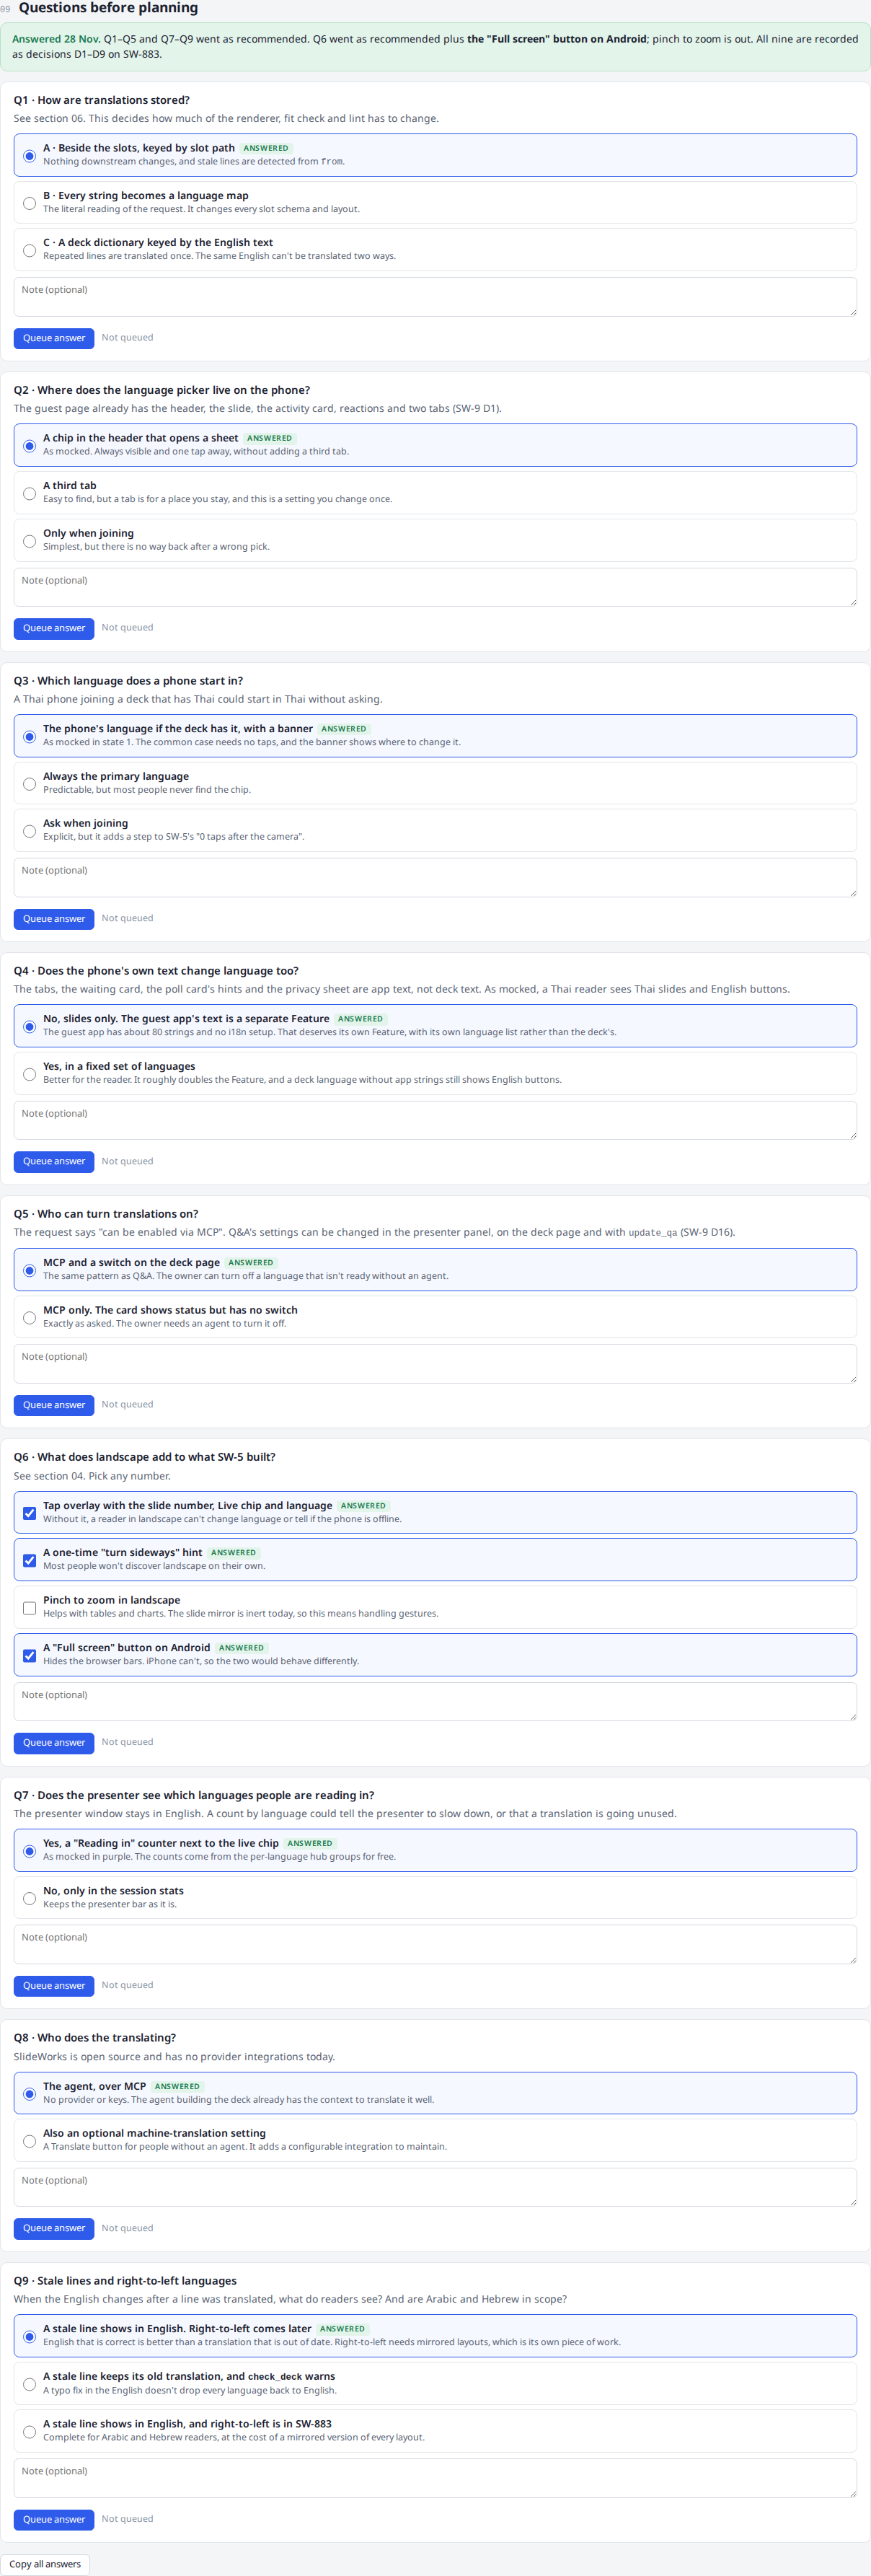 09 Questions before planning
Answered 28 Nov. Q1–Q5 and Q7–Q9 went as recommended. Q6 went as recommended plus the "Full screen" button on Android; pinch to zoom is out. All nine are recorded
as decisions D1–D9 on SW-883.
Q1 · How are translations stored?
See section 06. This decides how much of the renderer, fit check and lint has to change.
A · Beside the slots, keyed by slot path ANSWERED
Nothing downstream changes, and stale lines are detected from from.
B · Every string becomes a language map
The literal reading of the request. It changes every slot schema and layout.
C · A deck dictionary keyed by the English text
Repeated lines are translated once. The same English can't be translated two ways.
Note (optional)
Queue answer Not queued
Q2 · Where does the language picker live on the phone?
The guest page already has the header, the slide, the activity card, reactions and two tabs (SW-9 D1).
A chip in the header that opens a sheet ANSWERED
As mocked. Always visible and one tap away, without adding a third tab.
A third tab
Easy to find, but a tab is for a place you stay, and this is a setting you change once.
Only when joining
Simplest, but there is no way back after a wrong pick.
Note (optional)
Queue answer Not queued
Q3 · Which language does a phone start in?
A Thai phone joining a deck that has Thai could start in Thai without asking.
The phone's language if the deck has it, with a banner ANSWERED
As mocked in state 1. The common case needs no taps, and the banner shows where to change it.
Always the primary language
Predictable, but most people never find the chip.
Ask when joining
Explicit, but it adds a step to SW-5's "0 taps after the camera".
Note (optional)
Queue answer Not queued
Q4 · Does the phone's own text change language too?
The tabs, the waiting card, the poll card's hints and the privacy sheet are app text, not deck text. As mocked, a Thai reader sees Thai slides and English buttons.
No, slides only. The guest app's text is a separate Feature ANSWERED
The guest app has about 80 strings and no i18n setup. That deserves its own Feature, with its own language list rather than the deck's.
Yes, in a fixed set of languages
Better for the reader. It roughly doubles the Feature, and a deck language without app strings still shows English buttons.
Note (optional)
Queue answer Not queued
Q5 · Who can turn translations on?
The request says "can be enabled via MCP". Q&A's settings can be changed in the presenter panel, on the deck page and with update_qa (SW-9 D16).
MCP and a switch on the deck page ANSWERED
The same pattern as Q&A. The owner can turn off a language that isn't ready without an agent.
MCP only. The card shows status but has no switch
Exactly as asked. The owner needs an agent to turn it off.
Note (optional)
Queue answer Not queued
Q6 · What does landscape add to what SW-5 built?
See section 04. Pick any number.
Tap overlay with the slide number, Live chip and language ANSWERED
Without it, a reader in landscape can't change language or tell if the phone is offline.
A one-time "turn sideways" hint ANSWERED
Most people won't discover landscape on their own.
Pinch to zoom in landscape
Helps with tables and charts. The slide mirror is inert today, so this means handling gestures.
A "Full screen" button on Android ANSWERED
Hides the browser bars. iPhone can't, so the two would behave differently.
Note (optional)
Queue answer Not queued
Q7 · Does the presenter see which languages people are reading in?
The presenter window stays in English. A count by language could tell the presenter to slow down, or that a translation is going unused.
Yes, a "Reading in" counter next to the live chip ANSWERED
As mocked in purple. The counts come from the per-language hub groups for free.
No, only in the session stats
Keeps the presenter bar as it is.
Note (optional)
Queue answer Not queued
Q8 · Who does the translating?
SlideWorks is open source and has no provider integrations today.
The agent, over MCP ANSWERED
No provider or keys. The agent building the deck already has the context to translate it well.
Also an optional machine-translation setting
A Translate button for people without an agent. It adds a configurable integration to maintain.
Note (optional)
Queue answer Not queued
Q9 · Stale lines and right-to-left languages
When the English changes after a line was translated, what do readers see? And are Arabic and Hebrew in scope?
A stale line shows in English. Right-to-left comes later ANSWERED
English that is correct is better than a translation that is out of date. Right-to-left needs mirrored layouts, which is its own piece of work.
A stale line keeps its old translation, and check_deck warns
A typo fix in the English doesn't drop every language back to English.
A stale line shows in English, and right-to-left is in SW-883
Complete for Arabic and Hebrew readers, at the cost of a mirrored version of every layout.
Note (optional)
Queue answer Not queued
Copy all answers